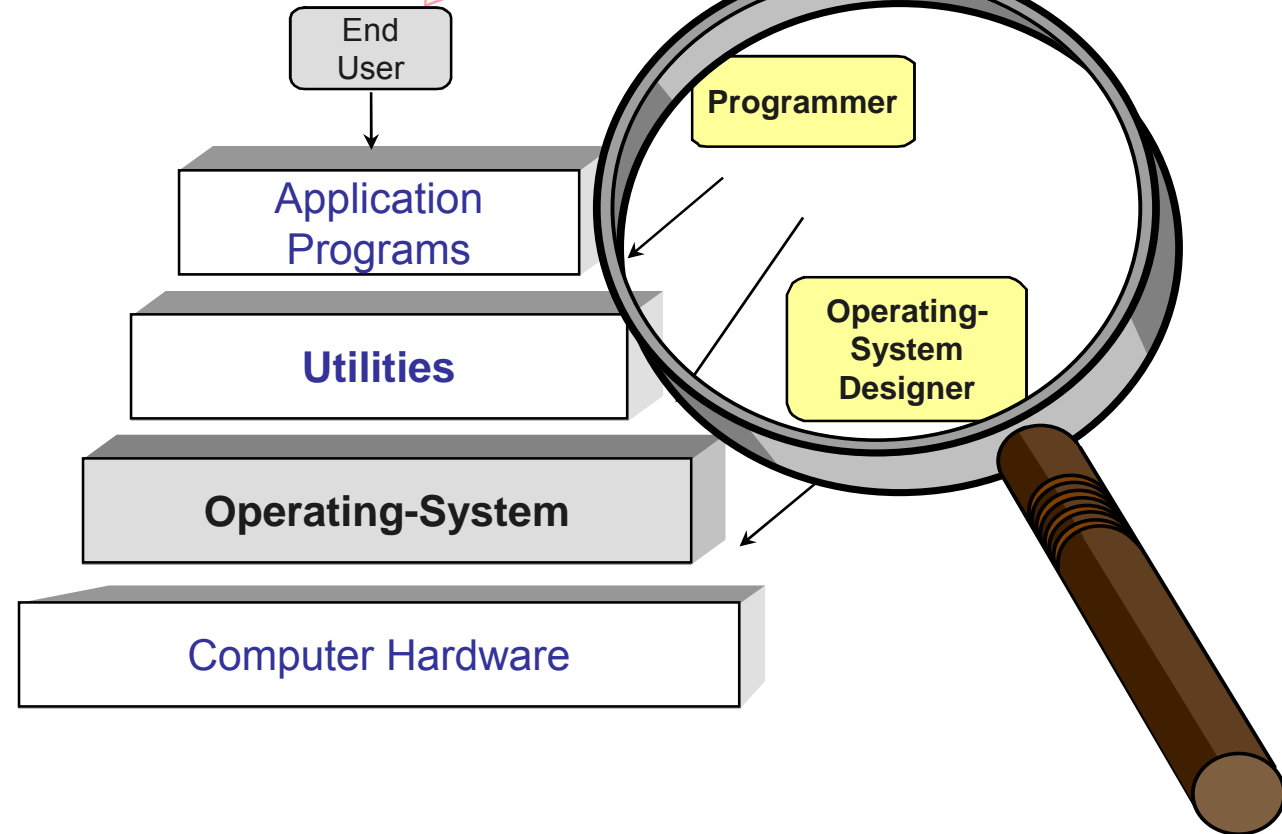 End
User
Programmer
Application
Programs
Operating-
System
Designer
Utilities
Operating-System
Computer Hardware